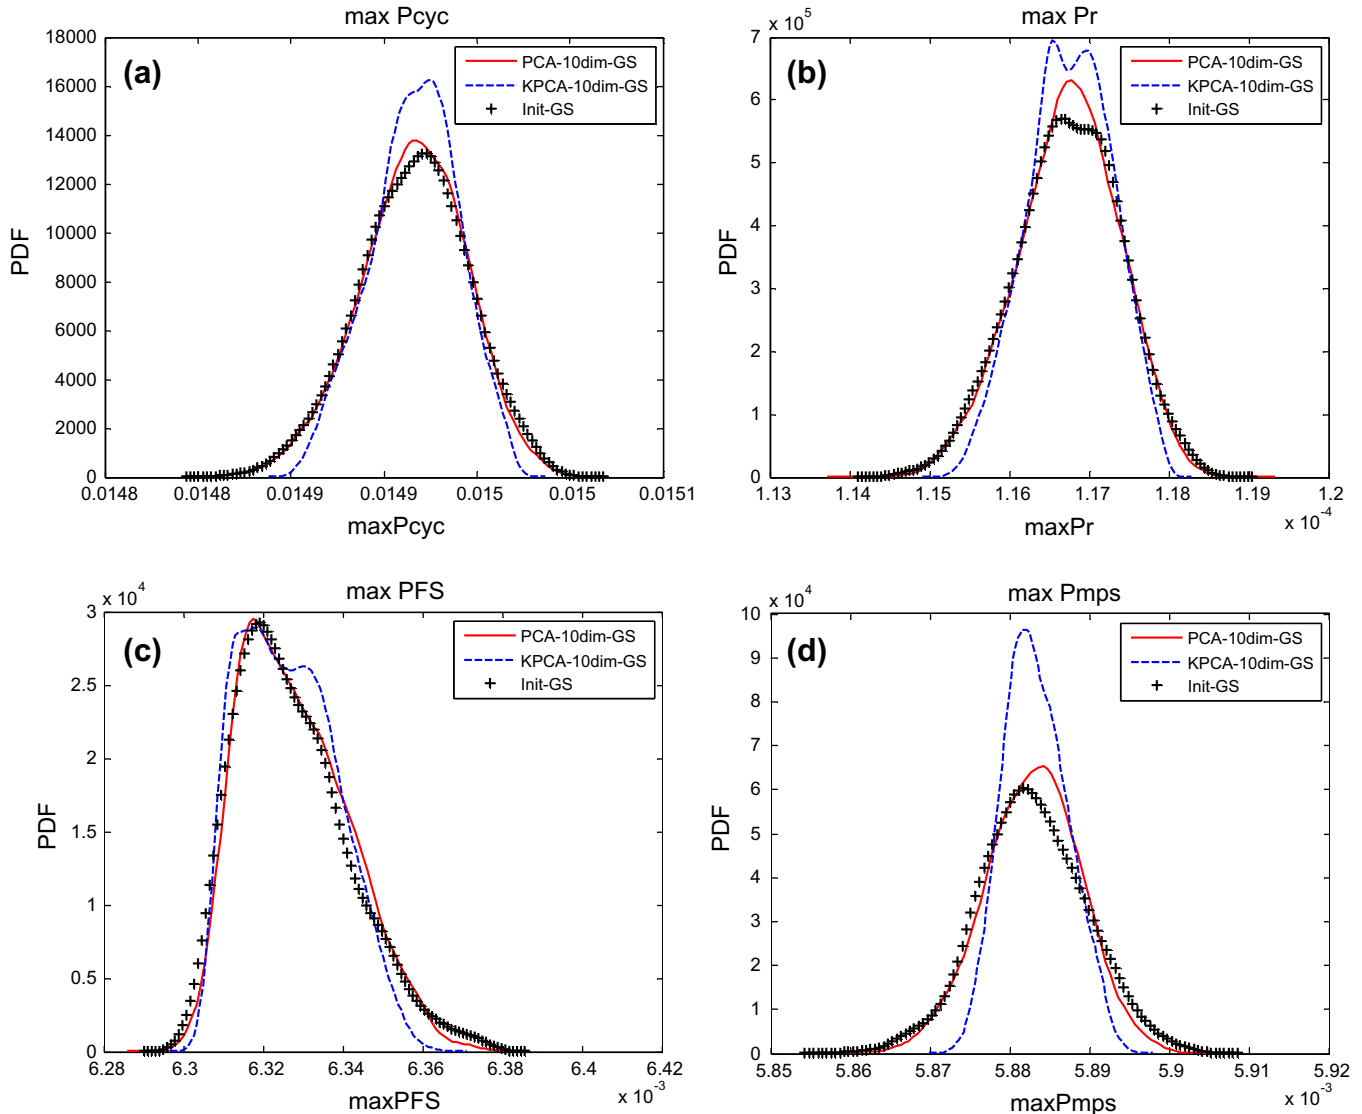 max Pcyc
(a)
PCA-10dim-GS
KPCA-10dim-GS
Init-GS
PDF
18000
16000
14000
12000
10000
8000
6000
4000
2000
0
0.0148 0.0148 0.0149 0.0149 0.015 0.015 0.0151
maxPcyc
max Pr
x 10^5
(b)
PCA-10dim-GS
KPCA-10dim-GS
Init-GS
PDF
7
6
5
4
3
2
1
0
1.13 1.14 1.15 1.16 1.17 1.18 1.19 1.2
x 10^-4
maxPr
max PFS
x 10^4
(c)
PCA-10dim-GS
KPCA-10dim-GS
Init-GS
PDF
3
2.5
2
1.5
1
0.5
0
6.28 6.3 6.32 6.34 6.36 6.38 6.4 6.42
x 10^-3
maxPFS
max Pmps
x 10^4
(d)
PCA-10dim-GS
KPCA-10dim-GS
Init-GS
PDF
10
9
8
7
6
5
4
3
2
1
0
5.85 5.86 5.87 5.88 5.89 5.9 5.91 5.92
x 10^-3
maxPmps